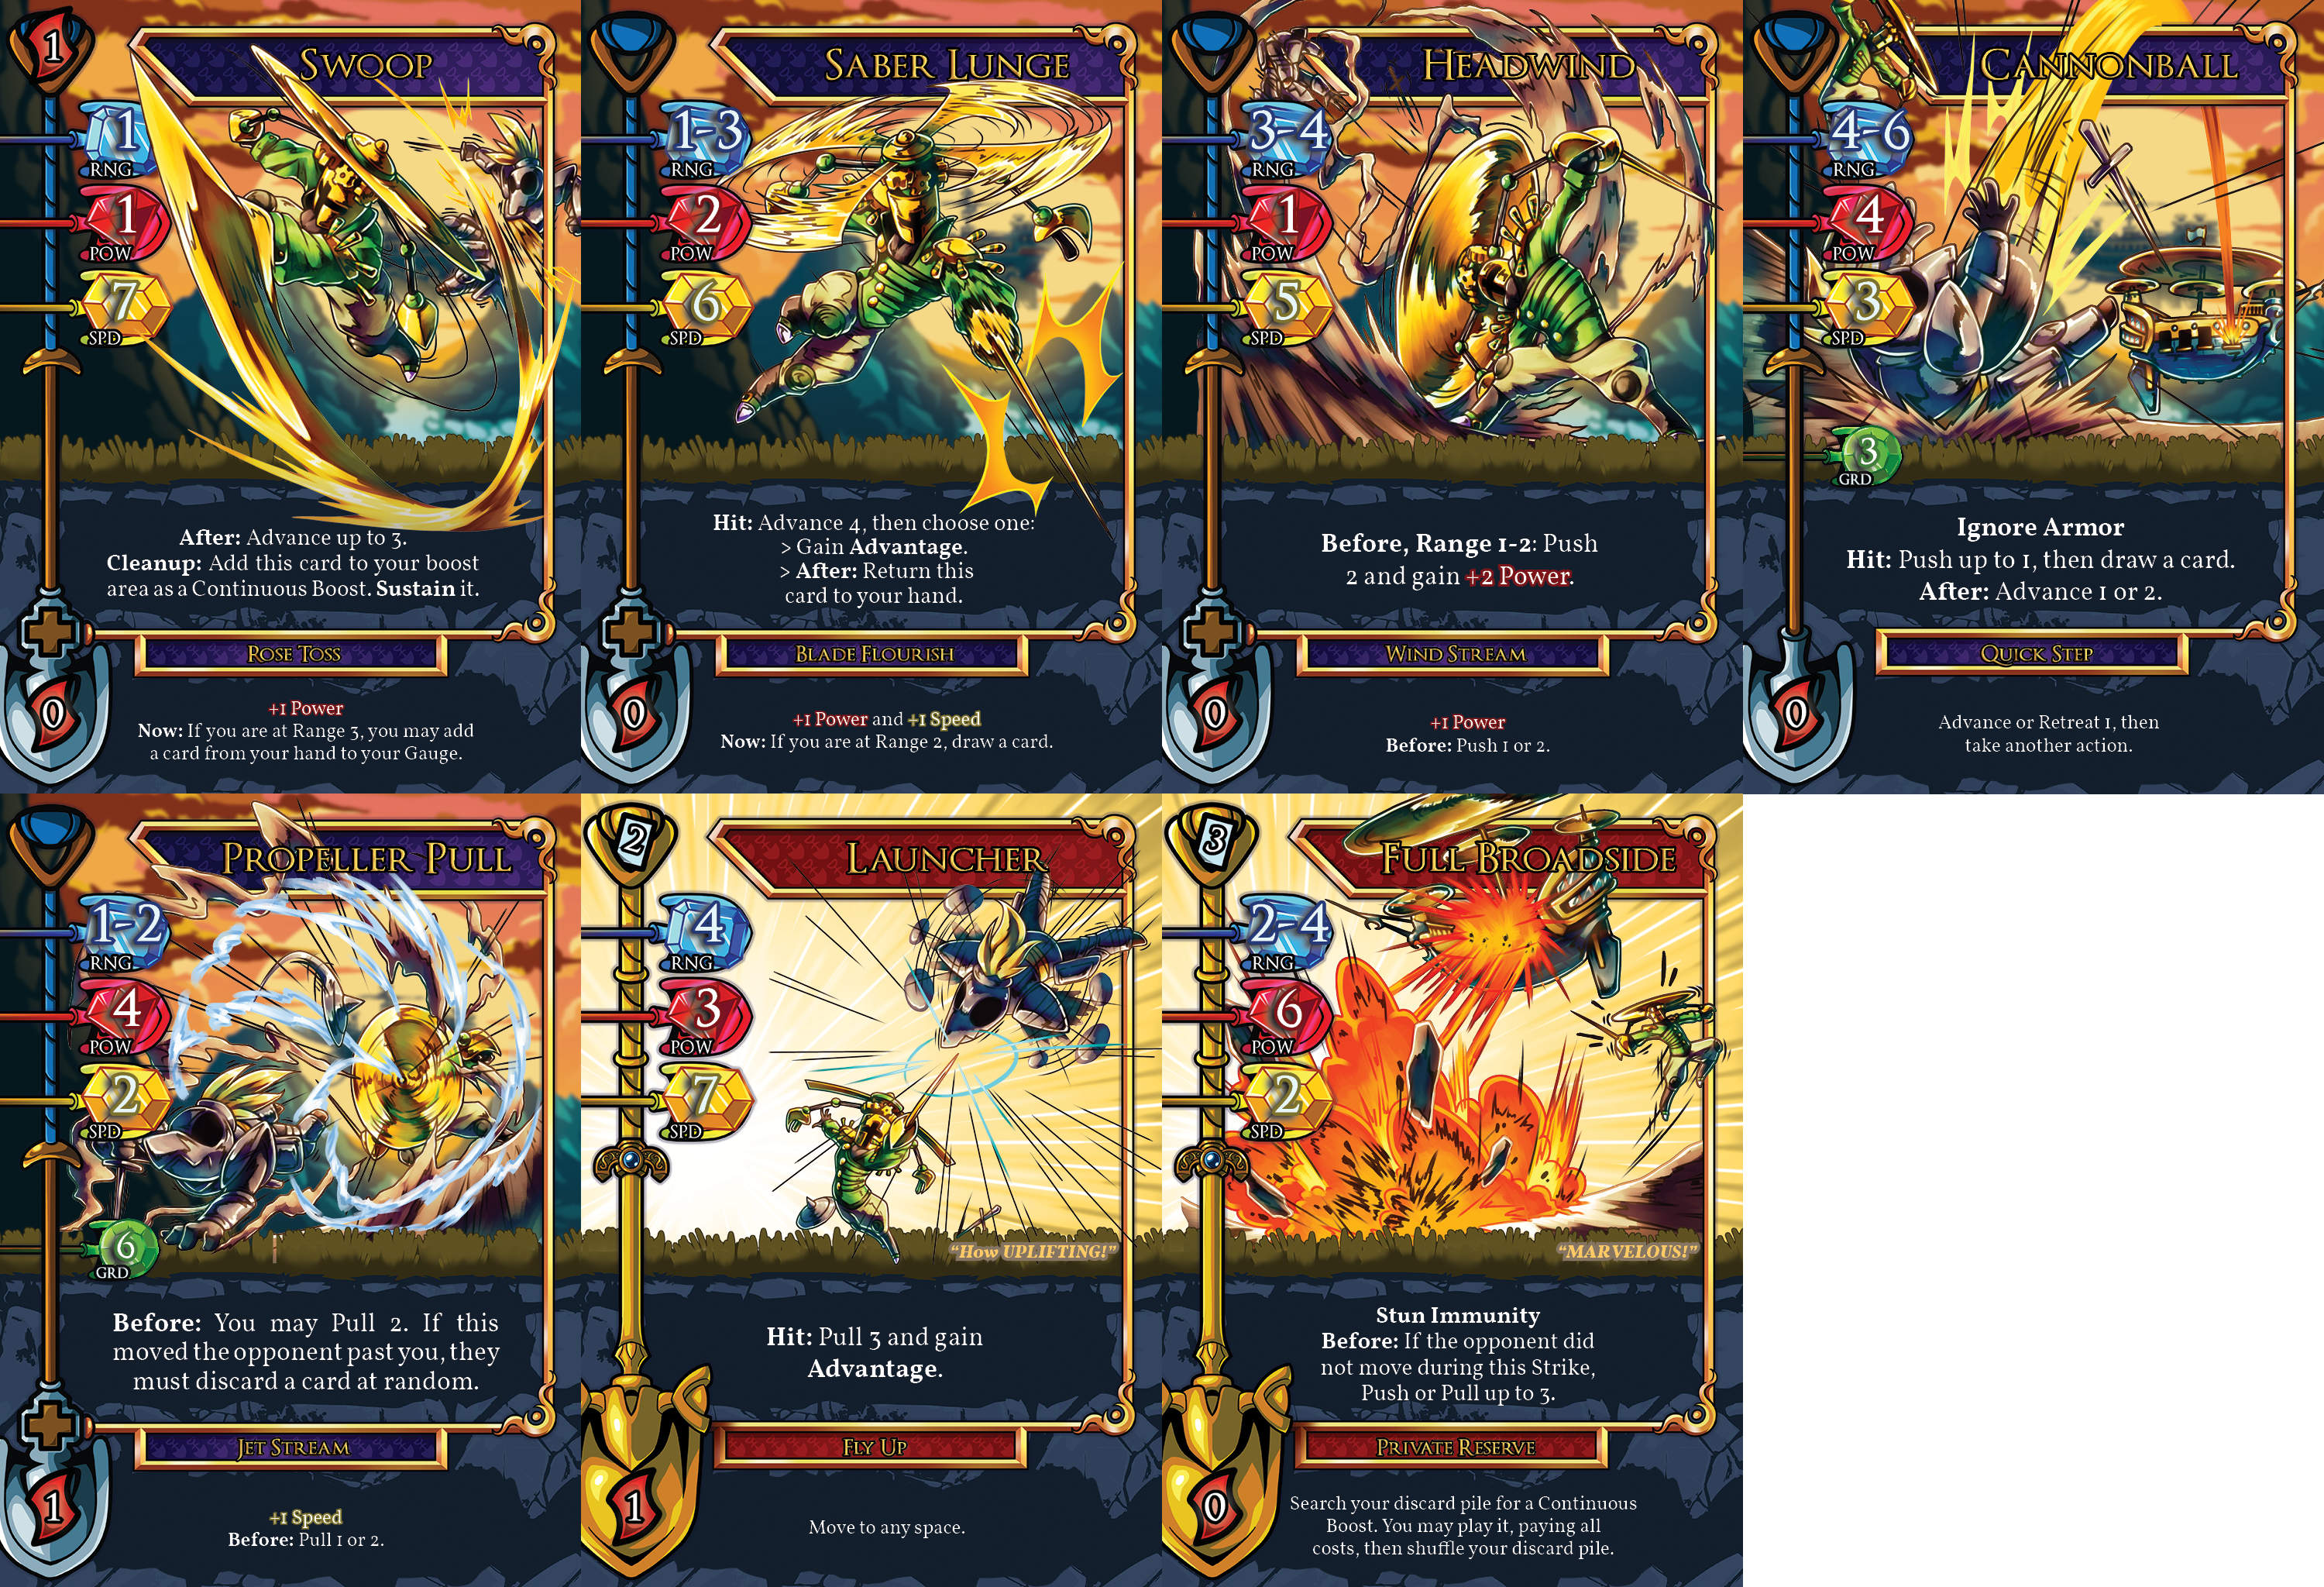 1
SWOOP
1
RNG
1
POW
7
SPD
After: Advance up to 3.
Cleanup: Add this card to your boost
area as a Continuous Boost. Sustain it.
ROSE TOSS
0
+1 Power
Now: If you are at Range 3, you may add
a card from your hand to your Gauge.
SABER LUNGE
1-3
RNG
2
POW
6
SPD
Hit: Advance 4, then choose one:
> Gain Advantage.
> After: Return this
card to your hand.
BLADE FLOURISH
0
+1 Power and +1 Speed
Now: If you are at Range 2, draw a card.
HEADWIND
3-4
RNG
1
POW
5
SPD
Before, Range 1-2: Push
2 and gain +2 Power.
WIND STREAM
0
+1 Power
Before: Push 1 or 2.
CANNONBALL
4-6
RNG
4
POW
3
SPD
3
GRD
Ignore Armor
Hit: Push up to 1, then draw a card.
After: Advance 1 or 2.
QUICK STEP
0
Advance or Retreat 1, then
take another action.
PROPELLER PULL
1-2
RNG
4
POW
2
SPD
6
GRD
Before: You may Pull 2. If this
moved the opponent past you, they
must discard a card at random.
JET STREAM
1
+1 Speed
Before: Pull 1 or 2.
2
LAUNCHER
4
RNG
3
POW
7
SPD
"How UPLIFTING!"
Hit: Pull 3 and gain
Advantage.
FLY UP
1
Move to any space.
3
FULL BROADSIDE
2-4
RNG
6
POW
2
SPD
"MARVELOUS!"
Stun Immunity
Before: If the opponent did
not move during this Strike,
Push or Pull up to 3.
PRIVATE RESERVE
0
Search your discard pile for a Continuous
Boost. You may play it, paying all
costs, then shuffle your discard pile.